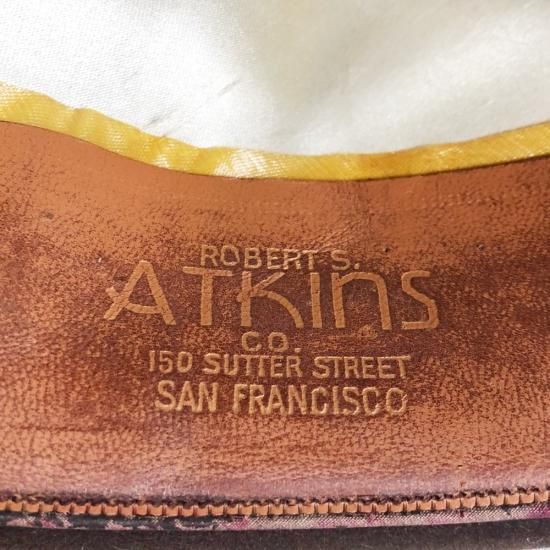 ROBERT S.
ATKINS
CO.
150 SUTTER STREET
SAN FRANCISCO